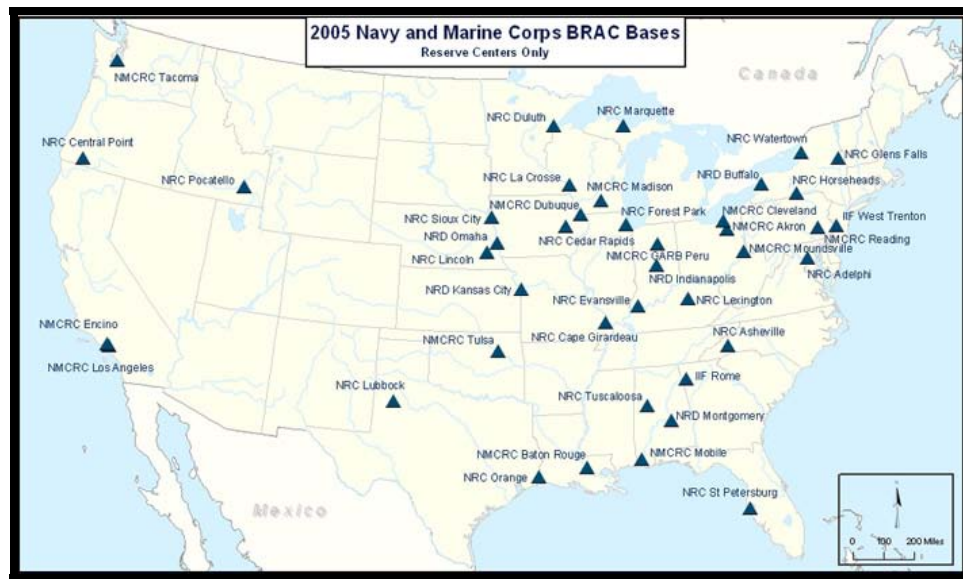 2005 Navy and Marine Corps BRAC Bases
Reserve Centers Only
Canada
NMCRC Tacoma
NRC Duluth
NRC Marquette
NRC Central Point
NRC Watertown
NRC Glens Falls
NRC Pocatello
NRC La Crosse
NRD Buffalo
NRC Horseheads
NMCRC Madison
NMCRC Dubuque
NRC Sioux City
NRC Forest Park
NMCRC Cleveland
IIF West Trenton
NMCRC Akron
NRD Omaha
NRC Cedar Rapids
NMCRC Reading
NRC Lincoln
NMCRC GARB Peru
NMCRC Moundsville
NRC Adelphi
NRD Indianapolis
NRD Kansas City
NRC Evansville
NRC Lexington
NMCRC Encino
NRC Cape Girardeau
NRC Asheville
NMCRC Tulsa
NMCRC Los Angeles
IIF Rome
NRC Lubbock
NRC Tuscaloosa
NRD Montgomery
NMCRC Baton Rouge
NMCRC Mobile
NRC Orange
NRC St Petersburg
Mexico
0 100 200 Miles